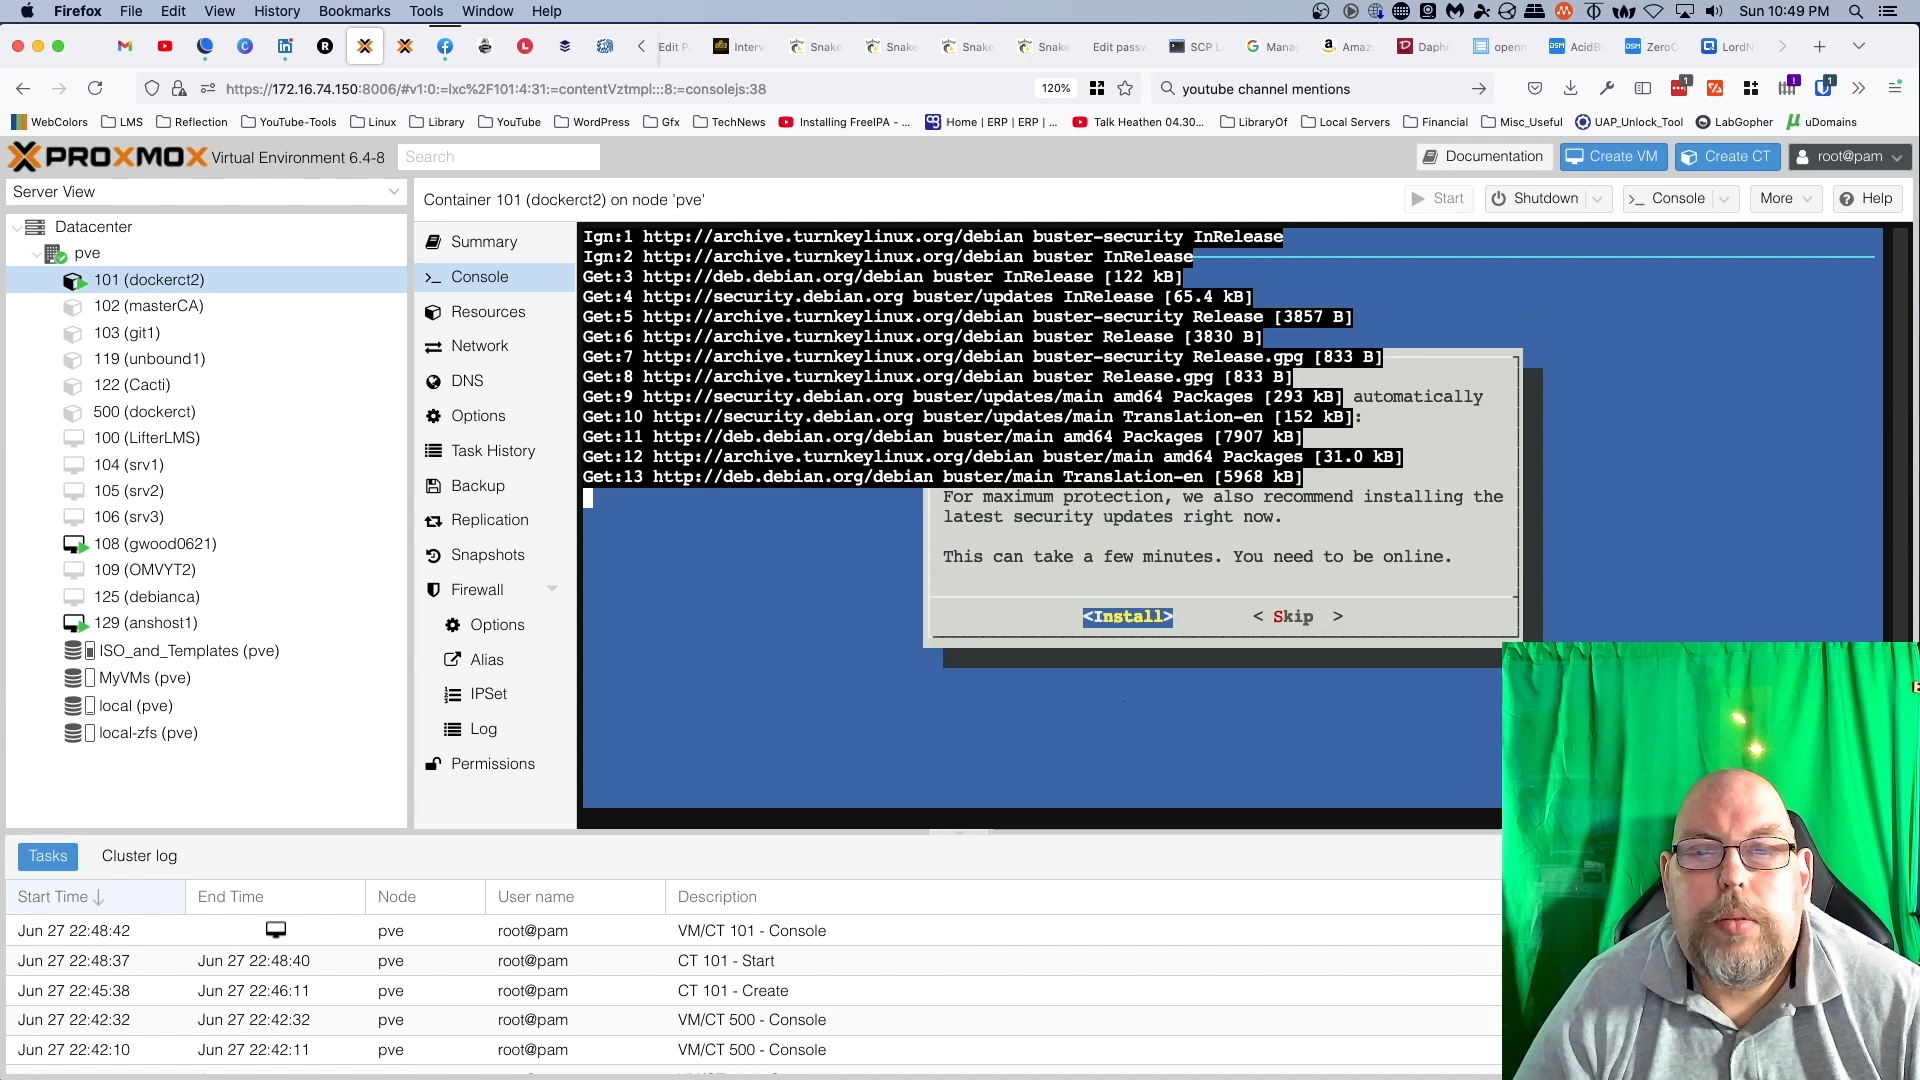 Firefox File Edit View History Bookmarks Tools Window Help Sun 10:49 PM
Edit P Interv Snake Snake Snake Snake Edit passw SCP L Mana Amaz Daph openm AcidB ZeroC LordN
https://172.16.74.150:8006/#v1:0:=lxc%2F101:4:31:=contentVztmpl:::8:=consolejs:38 120% youtube channel mentions
WebColors LMS Reflection YouTube-Tools Linux Library YouTube WordPress Gfx TechNews Installing FreeIPA - ... Home | ERP | ERP | ... Talk Heathen 04.30... LibraryOf Local Servers Financial Misc_Useful UAP_Unlock_Tool LabGopher uDomains
PROXMOX Virtual Environment 6.4-8 Search Documentation Create VM Create CT root@pam
Server View
Container 101 (dockerct2) on node 'pve' Start Shutdown Console More Help
Datacenter
pve
101 (dockerct2)
102 (masterCA)
103 (git1)
119 (unbound1)
122 (Cacti)
500 (dockerct)
100 (LifterLMS)
104 (srv1)
105 (srv2)
106 (srv3)
108 (gwood0621)
109 (OMVYT2)
125 (debianca)
129 (anshost1)
ISO_and_Templates (pve)
MyVMs (pve)
local (pve)
local-zfs (pve)
Summary
Console
Resources
Network
DNS
Options
Task History
Backup
Replication
Snapshots
Firewall
Options
Alias
IPSet
Log
Permissions
Ign:1 http://archive.turnkeylinux.org/debian buster-security InRelease
Ign:2 http://archive.turnkeylinux.org/debian buster InRelease
Get:3 http://deb.debian.org/debian buster InRelease [122 kB]
Get:4 http://security.debian.org buster/updates InRelease [65.4 kB]
Get:5 http://archive.turnkeylinux.org/debian buster-security Release [3857 B]
Get:6 http://archive.turnkeylinux.org/debian buster Release [3830 B]
Get:7 http://archive.turnkeylinux.org/debian buster-security Release.gpg [833 B]
Get:8 http://archive.turnkeylinux.org/debian buster Release.gpg [833 B]
Get:9 http://security.debian.org buster/updates/main amd64 Packages [293 kB] automatically
Get:10 http://security.debian.org buster/updates/main Translation-en [152 kB]:
Get:11 http://deb.debian.org/debian buster/main amd64 Packages [7907 kB]
Get:12 http://archive.turnkeylinux.org/debian buster/main amd64 Packages [31.0 kB]
Get:13 http://deb.debian.org/debian buster/main Translation-en [5968 kB]
For maximum protection, we also recommend installing the
latest security updates right now.
This can take a few minutes. You need to be online.
<Install> < Skip >
Tasks Cluster log
Start Time End Time Node User name Description
Jun 27 22:48:42 pve root@pam VM/CT 101 - Console
Jun 27 22:48:37 Jun 27 22:48:40 pve root@pam CT 101 - Start
Jun 27 22:45:38 Jun 27 22:46:11 pve root@pam CT 101 - Create
Jun 27 22:42:32 Jun 27 22:42:32 pve root@pam VM/CT 500 - Console
Jun 27 22:42:10 Jun 27 22:42:11 pve root@pam VM/CT 500 - Console